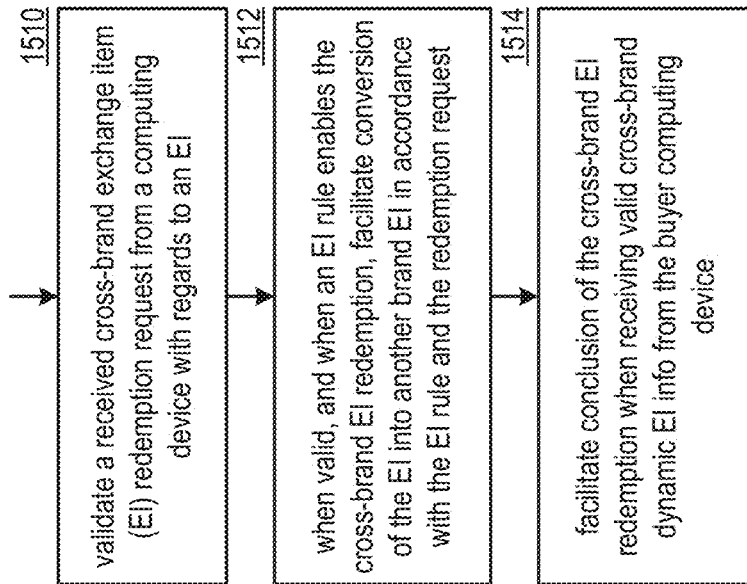 1510
validate a received cross-brand exchange item
(EI) redemption request from a computing
device with regards to an EI
1512
when valid, and when an EI rule enables the
cross-brand EI redemption, facilitate conversion
of the EI into another brand EI in accordance
with the EI rule and the redemption request
1514
facilitate conclusion of the cross-brand EI
redemption when receiving valid cross-brand
dynamic EI info from the buyer computing
device